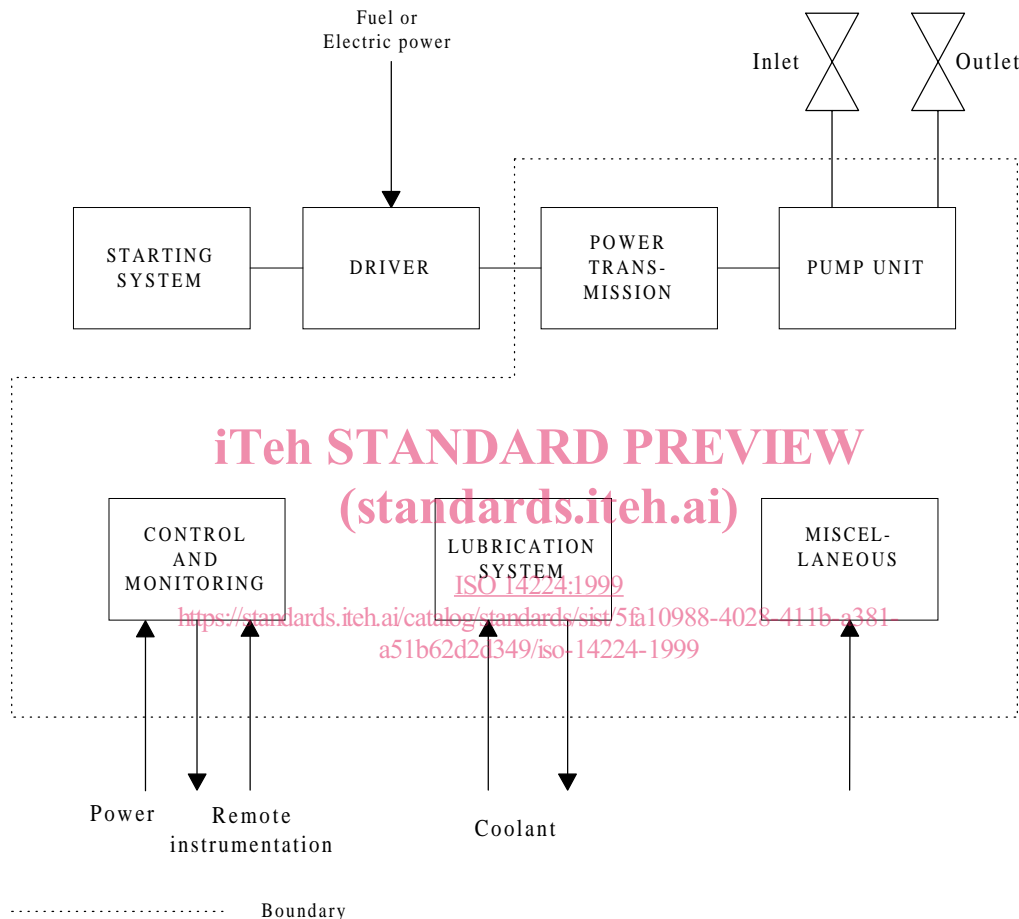 Fuel or
Electric power
Inlet
Outlet
STARTING
SYSTEM
DRIVER
POWER
TRANS-
MISSION
PUMP UNIT
iTeh STANDARD PREVIEW
(standards.iteh.ai)
CONTROL
AND
MONITORING
LUBRICATION
SYSTEM
MISCEL-
LANEOUS
ISO 14224:1999
https://standards.iteh.ai/catalog/standards/sist/5fa10988-4028-411b-a381-
a51b62d2d349/iso-14224-1999
Power
Remote
instrumentation
Coolant
Boundary